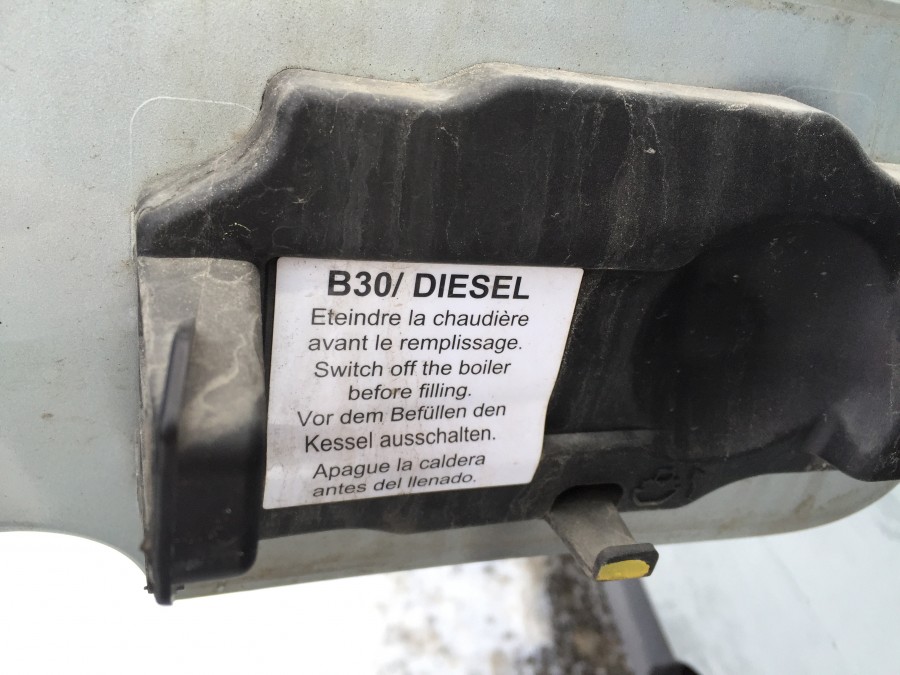 B30/ DIESEL
Eteindre la chaudière
avant le remplissage.
Switch off the boiler
before filling.
Vor dem Befüllen den
Kessel ausschalten.
Apague la caldera
antes del llenado.